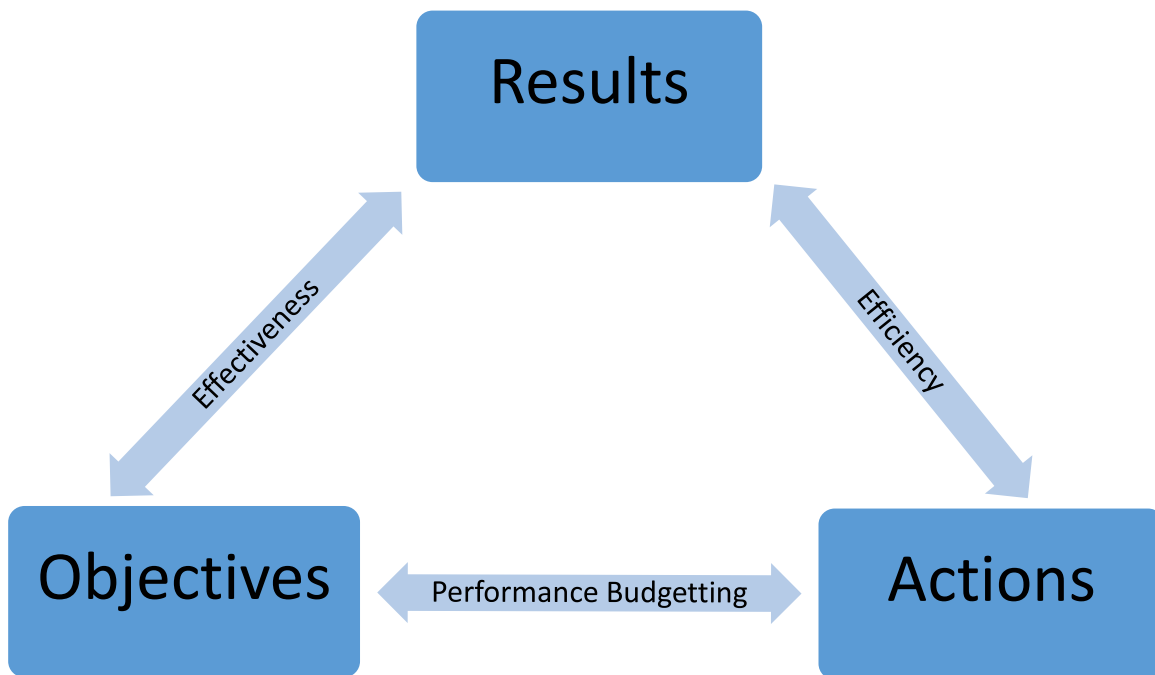 Results
Effectiveness
Efficiency
Objectives
Performance Budgetting
Actions